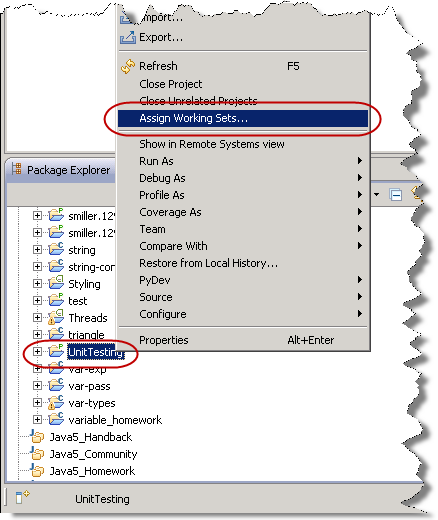 Import...
Export...
Refresh F5
Close Project
Close Unrelated Projects
Assign Working Sets...
Show in Remote Systems view
Run As
Debug As
Profile As
Coverage As
Team
Compare With
Restore from Local History...
PyDev
Source
Configure
Properties Alt+Enter
Package Explorer
smiller.129
smiller.129
string
string-con
Styling
test
Threads
triangle
UnitTesting
var-exp
var-pass
var-types
variable_homework
Java5_Handback
Java5_Community
Java5_Homework
UnitTesting